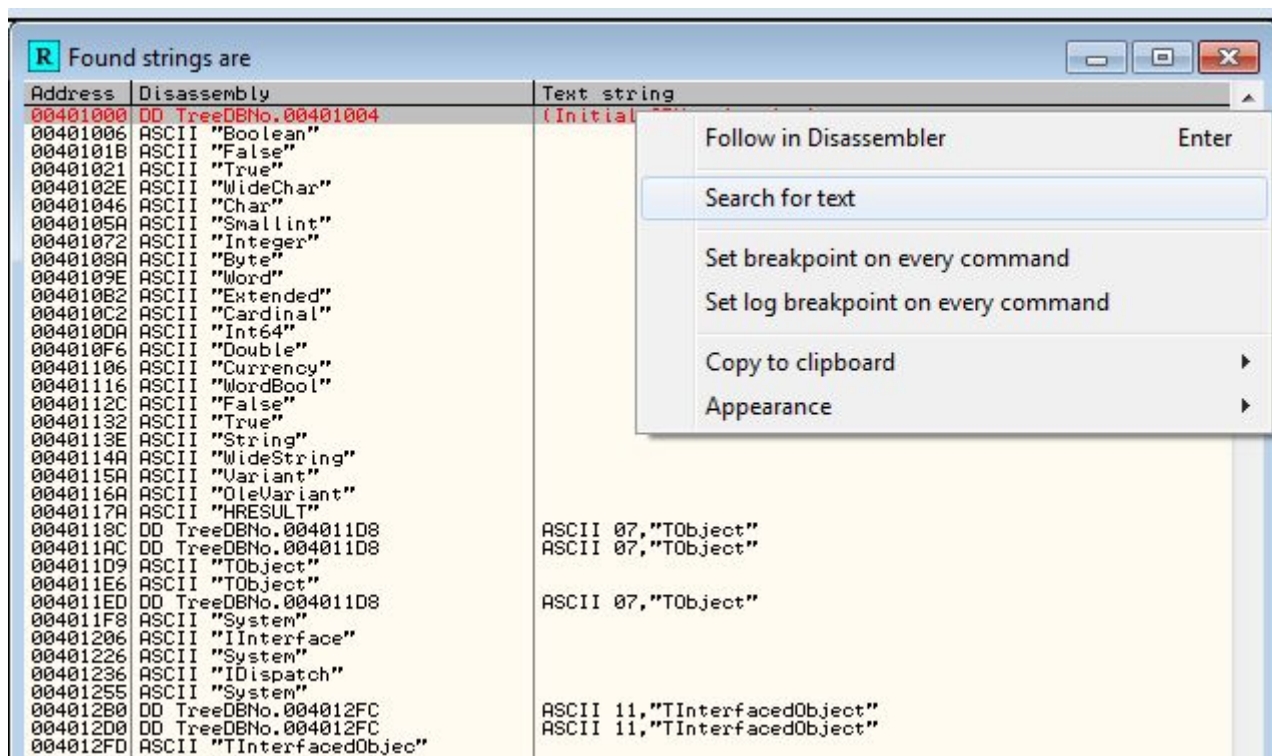 R Found strings are
Address Disassembly Text string
00401000 DD TreeDBNo.00401004 (Initial
00401006 ASCII "Boolean"
0040101B ASCII "False"
00401021 ASCII "True"
0040102E ASCII "WideChar"
00401046 ASCII "Char"
0040105A ASCII "Smallint"
00401072 ASCII "Integer"
0040108A ASCII "Byte"
0040109E ASCII "Word"
004010B2 ASCII "Extended"
004010C2 ASCII "Cardinal"
004010DA ASCII "Int64"
004010F6 ASCII "Double"
00401106 ASCII "Currency"
00401116 ASCII "WordBool"
0040112C ASCII "False"
00401132 ASCII "True"
0040113E ASCII "String"
0040114A ASCII "WideString"
0040115A ASCII "Variant"
0040116A ASCII "OleVariant"
0040117A ASCII "HRESULT"
0040118C DD TreeDBNo.004011D8 ASCII 07,"TObject"
004011AC DD TreeDBNo.004011D8 ASCII 07,"TObject"
004011D9 ASCII "TObject"
004011E6 ASCII "TObject"
004011ED DD TreeDBNo.004011D8 ASCII 07,"TObject"
004011F8 ASCII "System"
00401206 ASCII "IInterface"
00401226 ASCII "System"
00401236 ASCII "IDispatch"
00401255 ASCII "System"
004012B0 DD TreeDBNo.004012FC ASCII 11,"TInterfacedObject"
004012D0 DD TreeDBNo.004012FC ASCII 11,"TInterfacedObject"
004012FD ASCII "TInterfacedObjec"
Follow in Disassembler Enter
Search for text
Set breakpoint on every command
Set log breakpoint on every command
Copy to clipboard
Appearance